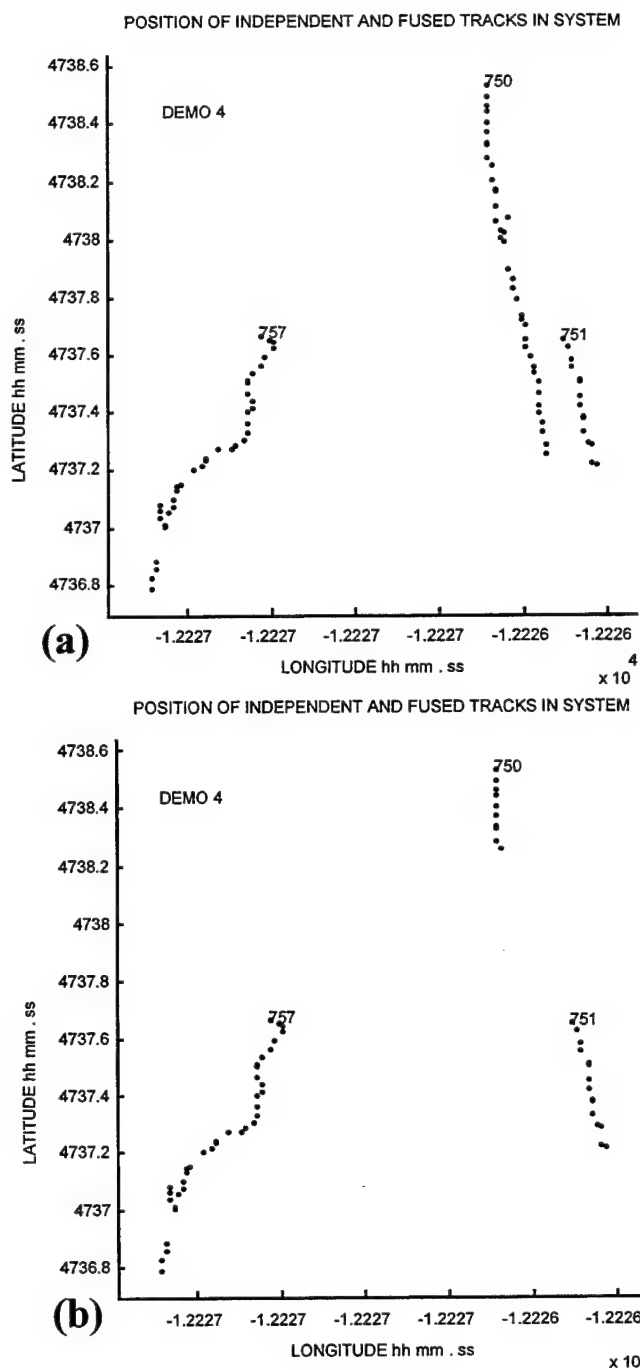 POSITION OF INDEPENDENT AND FUSED TRACKS IN SYSTEM
4738.6
750
DEMO 4
4738.4
4738.2
4738
4737.8
757
751
4737.6
4737.4
4737.2
4737
4736.8
LATITUDE hh mm . ss
(a)
-1.2227 -1.2227 -1.2227 -1.2226 -1.2226 -1.2226
LONGITUDE hh mm . ss
x 10 4
POSITION OF INDEPENDENT AND FUSED TRACKS IN SYSTEM
4738.6
750
DEMO 4
4738.4
4738.2
4738
4737.8
757
751
4737.6
4737.4
4737.2
4737
4736.8
LATITUDE hh mm . ss
(b)
-1.2227 -1.2227 -1.2227 -1.2226 -1.2226 -1.2226
LONGITUDE hh mm . ss
x 10